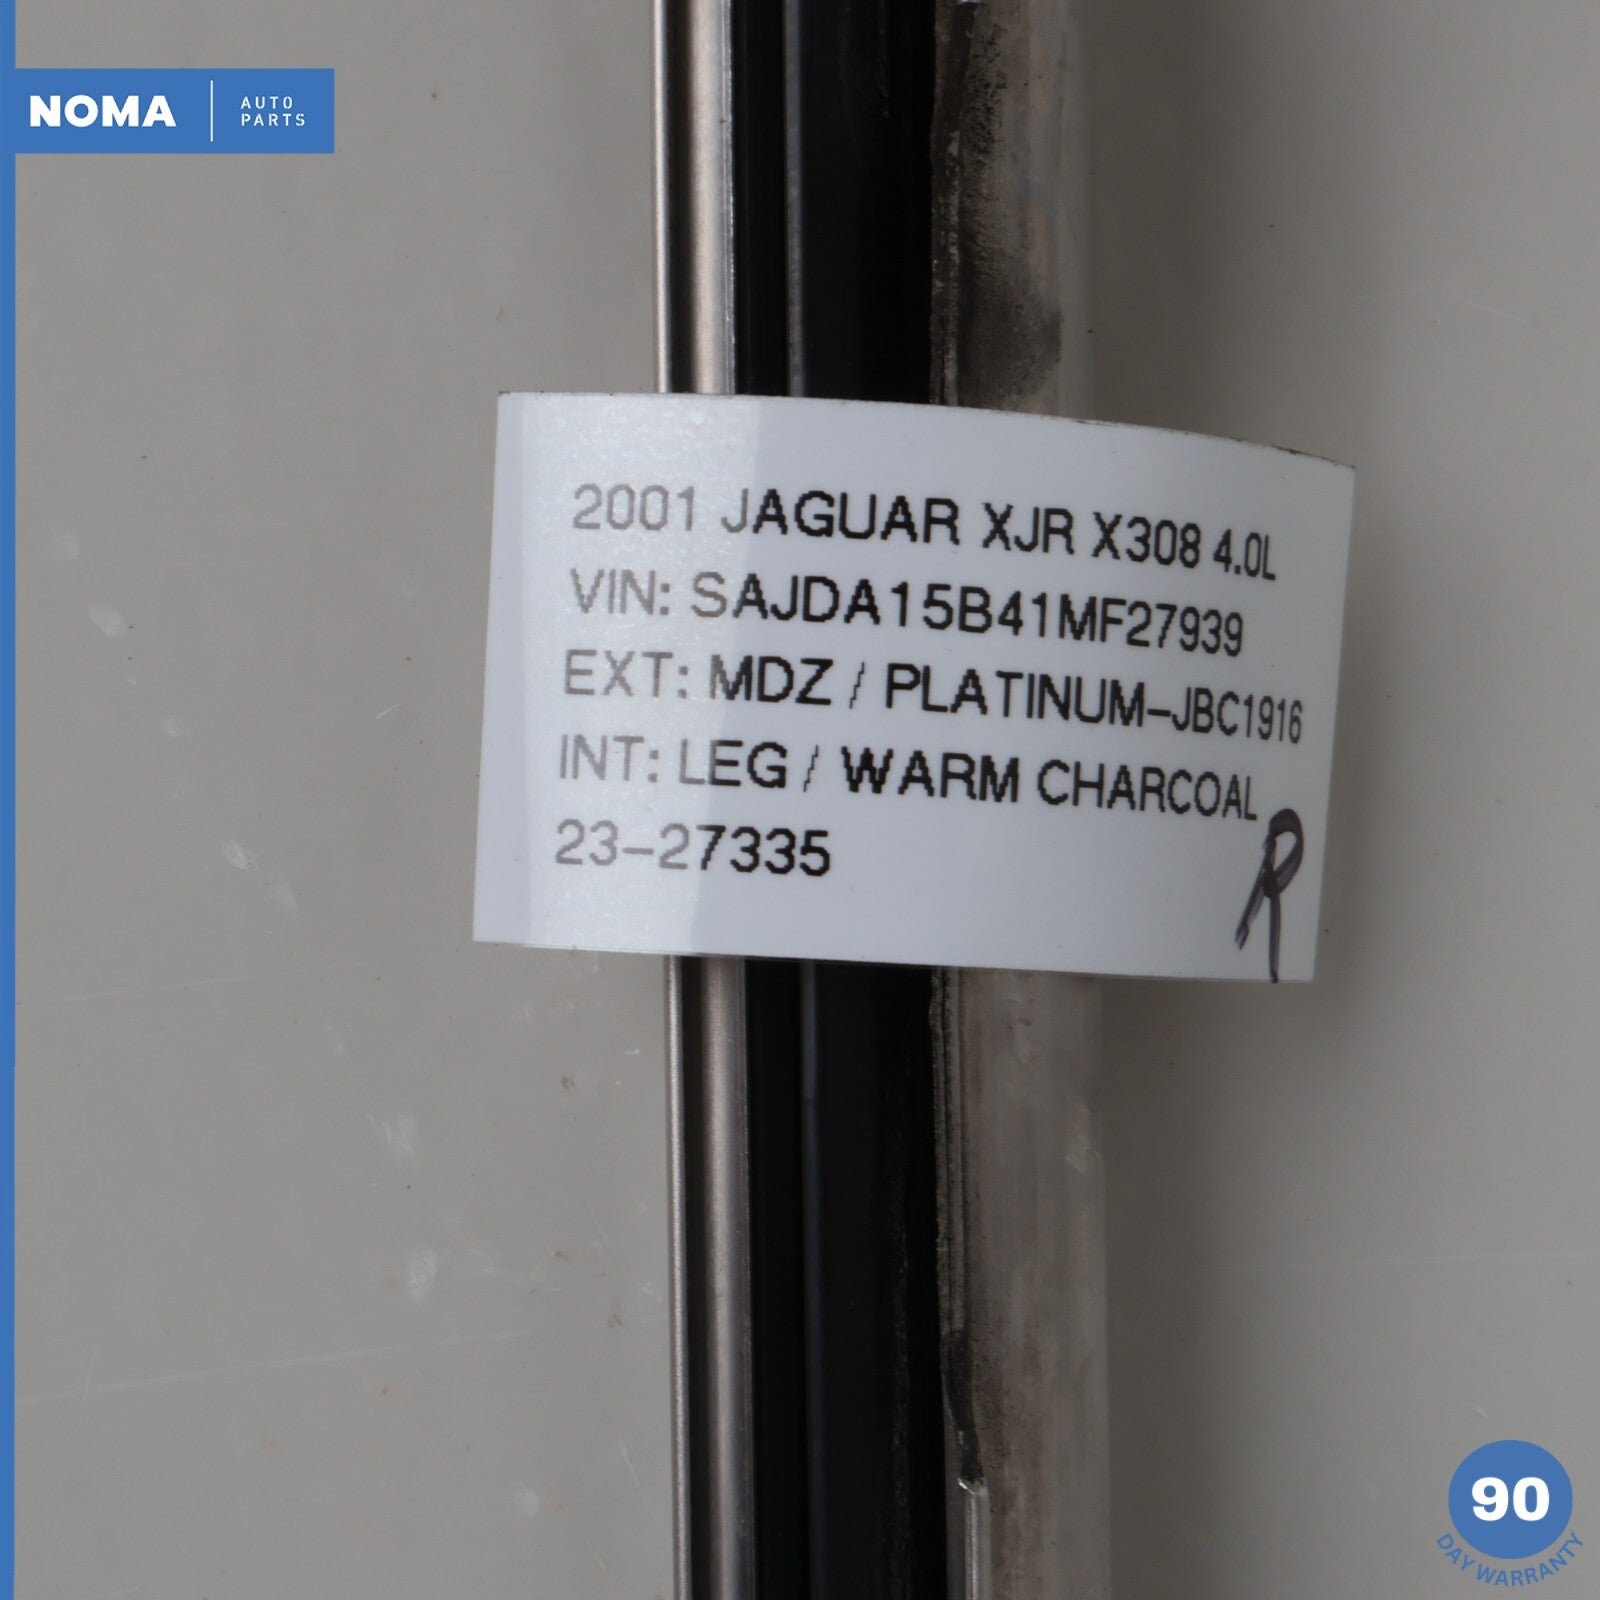 NOMA
AUTO
PARTS
2001 JAGUAR XJR X308 4.0L
VIN: SAJDA15B41MF27939
EXT: MDZ / PLATINUM-JBC1916
INT: LEG / WARM CHARCOAL
23-27335
R
90
DAY WARRANTY